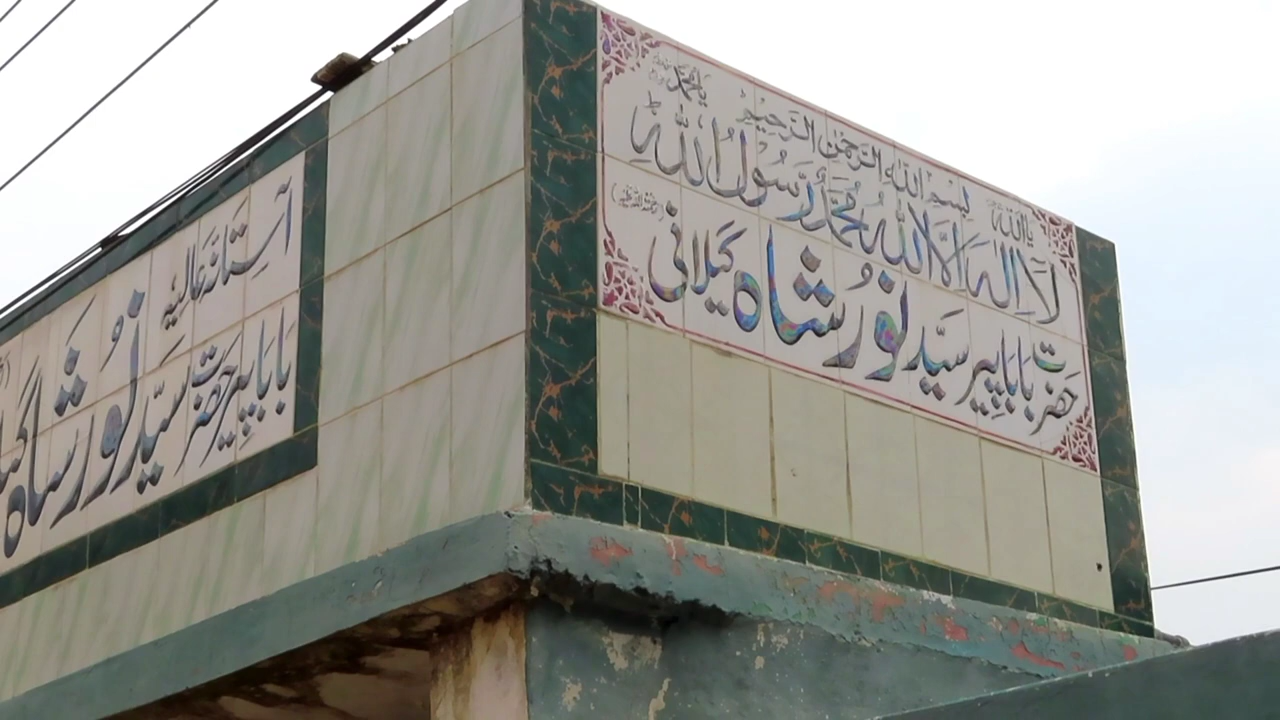 یا اللہ
یا محمد
بسم اللہ الرحمٰن الرحیم
لا الہ الا اللہ محمد رسول اللہ
حضرت بابا پیر سید نور شاہ گیلانی
آستانہ عالیہ
حضرت بابا پیر سید نور شاہ